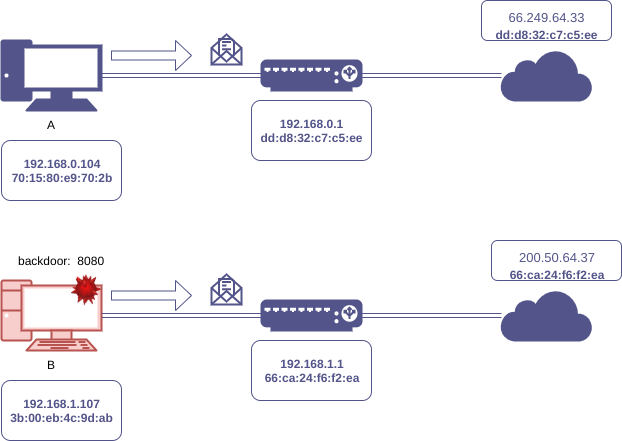 66.249.64.33
dd:d8:32:c7:c5:ee
A
192.168.0.1
dd:d8:32:c7:c5:ee
192.168.0.104
70:15:80:e9:70:2b
backdoor: 8080
200.50.64.37
66:ca:24:f6:f2:ea
B
192.168.1.1
66:ca:24:f6:f2:ea
192.168.1.107
3b:00:eb:4c:9d:ab